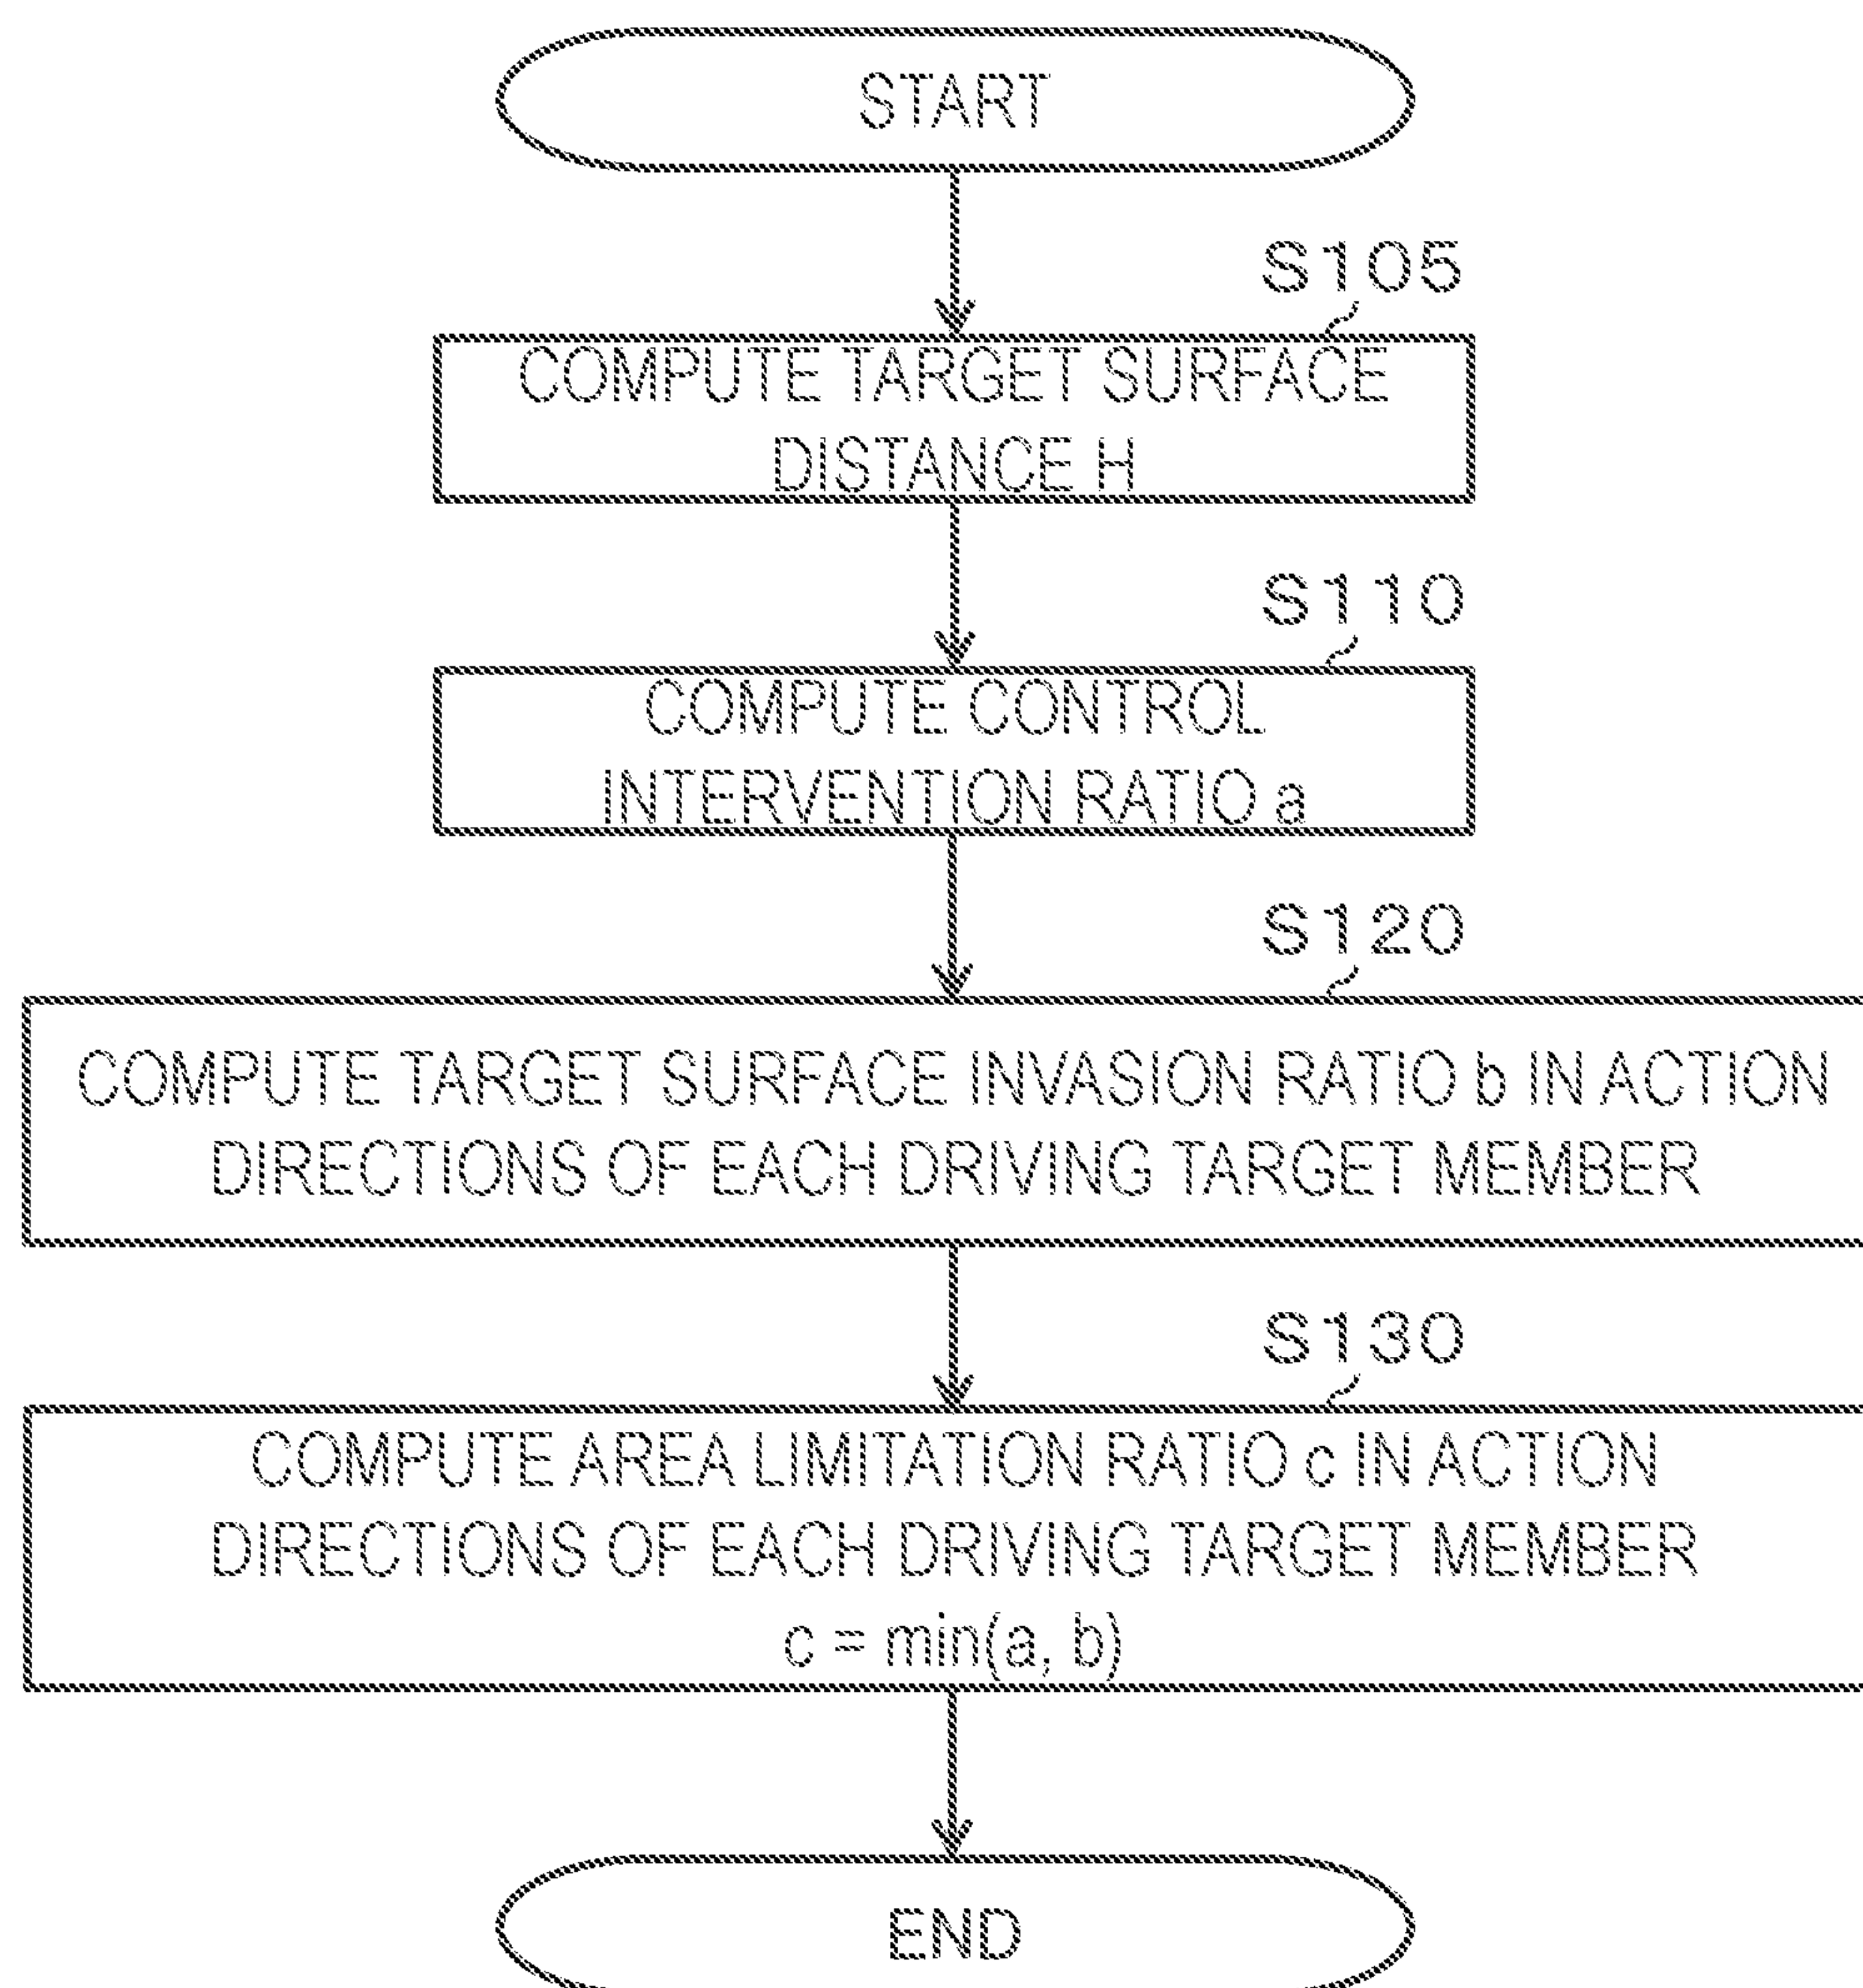 START
S105
COMPUTE TARGET SURFACE
DISTANCE H
S110
COMPUTE CONTROL
INTERVENTION RATIO a
S120
COMPUTE TARGET SURFACE INVASION RATIO b IN ACTION
DIRECTIONS OF EACH DRIVING TARGET MEMBER
S130
COMPUTE AREA LIMITATION RATIO c IN ACTION
DIRECTIONS OF EACH DRIVING TARGET MEMBER
c = min(a, b)
END